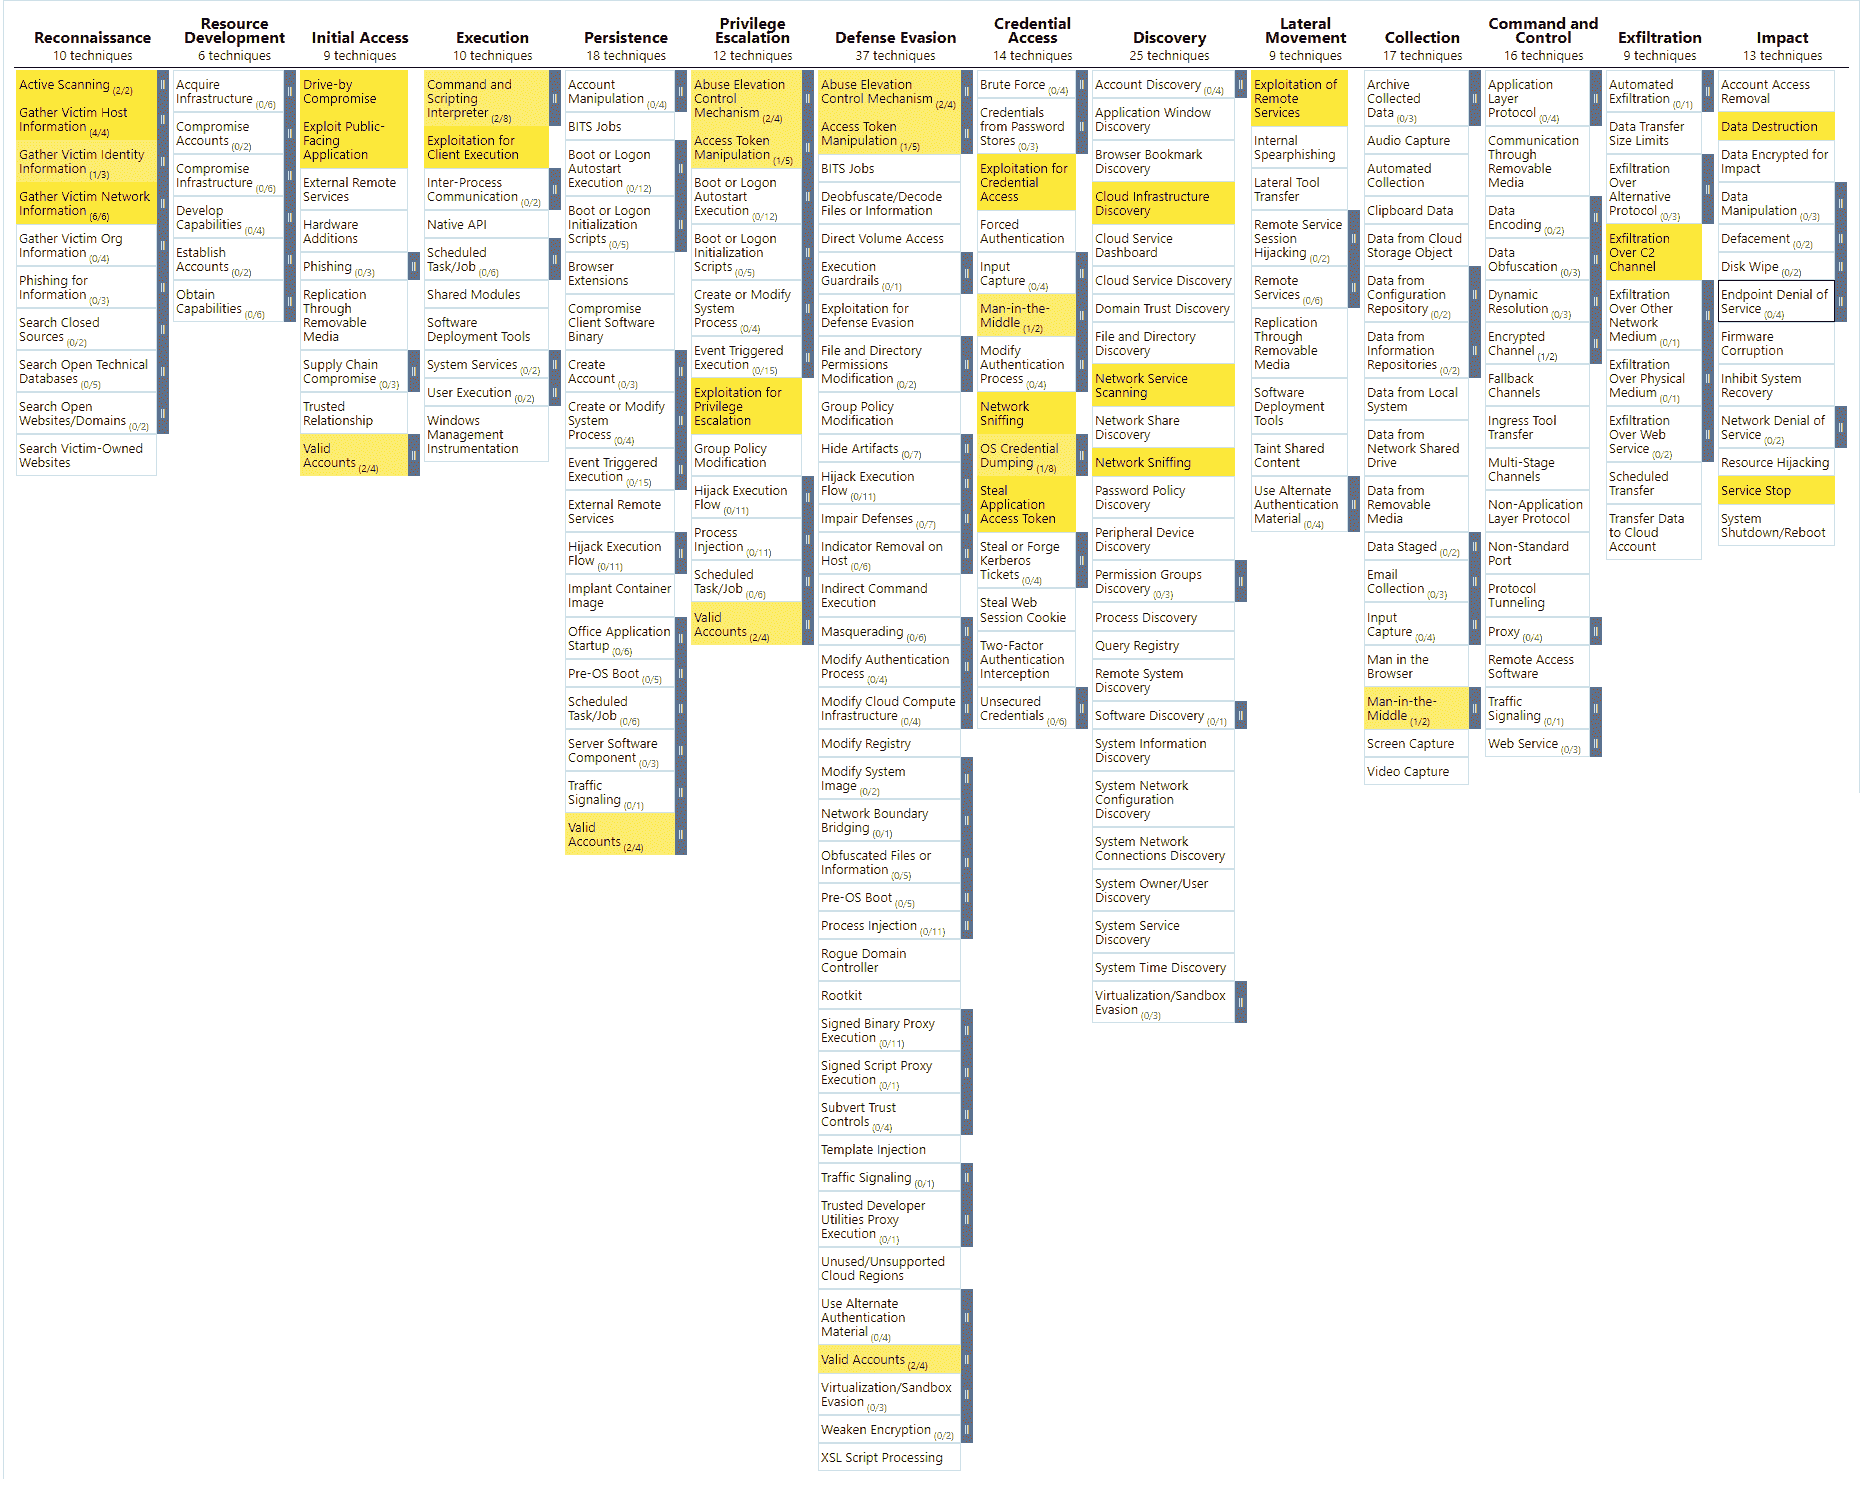 Reconnaissance
10 techniques
Active Scanning (2/2)
Gather Victim Host
Information (4/4)
Gather Victim Identity
Information (1/3)
Gather Victim Network
Information (6/6)
Gather Victim Org
Information (0/4)
Phishing for
Information (0/3)
Search Closed
Sources (0/2)
Search Open Technical
Databases (0/5)
Search Open
Websites/Domains (0/2)
Search Victim-Owned
Websites
Resource
Development
6 techniques
Acquire
Infrastructure (0/6)
Compromise
Accounts (0/2)
Compromise
Infrastructure (0/6)
Develop
Capabilities (0/4)
Establish
Accounts (0/2)
Obtain
Capabilities (0/6)
Initial Access
9 techniques
Drive-by
Compromise
Exploit Public-
Facing
Application
External Remote
Services
Hardware
Additions
Phishing (0/3)
Replication
Through
Removable
Media
Supply Chain
Compromise (0/3)
Trusted
Relationship
Valid
Accounts (2/4)
Execution
10 techniques
Command and
Scripting
Interpreter (2/8)
Exploitation for
Client Execution
Inter-Process
Communication (0/2)
Native API
Scheduled
Task/Job (0/6)
Shared Modules
Software
Deployment Tools
System Services (0/2)
User Execution (0/2)
Windows
Management
Instrumentation
Persistence
18 techniques
Account
Manipulation (0/4)
BITS Jobs
Boot or Logon
Autostart
Execution (0/12)
Boot or Logon
Initialization
Scripts (0/5)
Browser
Extensions
Compromise
Client Software
Binary
Create
Account (0/3)
Create or Modify
System
Process (0/4)
Event Triggered
Execution (0/15)
External Remote
Services
Hijack Execution
Flow (0/11)
Implant Container
Image
Office Application
Startup (0/6)
Pre-OS Boot (0/5)
Scheduled
Task/Job (0/6)
Server Software
Component (0/3)
Traffic
Signaling (0/1)
Valid
Accounts (2/4)
Privilege
Escalation
12 techniques
Abuse Elevation
Control
Mechanism (2/4)
Access Token
Manipulation (1/5)
Boot or Logon
Autostart
Execution (0/12)
Boot or Logon
Initialization
Scripts (0/5)
Create or Modify
System
Process (0/4)
Event Triggered
Execution (0/15)
Exploitation for
Privilege
Escalation
Group Policy
Modification
Hijack Execution
Flow (0/11)
Process
Injection (0/11)
Scheduled
Task/Job (0/6)
Valid
Accounts (2/4)
Defense Evasion
37 techniques
Abuse Elevation
Control Mechanism (2/4)
Access Token
Manipulation (1/5)
BITS Jobs
Deobfuscate/Decode
Files or Information
Direct Volume Access
Execution
Guardrails (0/1)
Exploitation for
Defense Evasion
File and Directory
Permissions
Modification (0/2)
Group Policy
Modification
Hide Artifacts (0/7)
Hijack Execution
Flow (0/11)
Impair Defenses (0/7)
Indicator Removal on
Host (0/6)
Indirect Command
Execution
Masquerading (0/6)
Modify Authentication
Process (0/4)
Modify Cloud Compute
Infrastructure (0/4)
Modify Registry
Modify System
Image (0/2)
Network Boundary
Bridging (0/1)
Obfuscated Files or
Information (0/5)
Pre-OS Boot (0/5)
Process Injection (0/11)
Rogue Domain
Controller
Rootkit
Signed Binary Proxy
Execution (0/11)
Signed Script Proxy
Execution (0/1)
Subvert Trust
Controls (0/4)
Template Injection
Traffic Signaling (0/1)
Trusted Developer
Utilities Proxy
Execution (0/1)
Unused/Unsupported
Cloud Regions
Use Alternate
Authentication
Material (0/4)
Valid Accounts (2/4)
Virtualization/Sandbox
Evasion (0/3)
Weaken Encryption (0/2)
XSL Script Processing
Credential
Access
14 techniques
Brute Force (0/4)
Credentials
from Password
Stores (0/3)
Exploitation for
Credential
Access
Forced
Authentication
Input
Capture (0/4)
Man-in-the-
Middle (1/2)
Modify
Authentication
Process (0/4)
Network
Sniffing
OS Credential
Dumping (1/8)
Steal
Application
Access Token
Steal or Forge
Kerberos
Tickets (0/4)
Steal Web
Session Cookie
Two-Factor
Authentication
Interception
Unsecured
Credentials (0/6)
Discovery
25 techniques
Account Discovery (0/4)
Application Window
Discovery
Browser Bookmark
Discovery
Cloud Infrastructure
Discovery
Cloud Service
Dashboard
Cloud Service Discovery
Domain Trust Discovery
File and Directory
Discovery
Network Service
Scanning
Network Share
Discovery
Network Sniffing
Password Policy
Discovery
Peripheral Device
Discovery
Permission Groups
Discovery (0/3)
Process Discovery
Query Registry
Remote System
Discovery
Software Discovery (0/1)
System Information
Discovery
System Network
Configuration
Discovery
System Network
Connections Discovery
System Owner/User
Discovery
System Service
Discovery
System Time Discovery
Virtualization/Sandbox
Evasion (0/3)
Lateral
Movement
9 techniques
Exploitation of
Remote
Services
Internal
Spearphishing
Lateral Tool
Transfer
Remote Service
Session
Hijacking (0/2)
Remote
Services (0/6)
Replication
Through
Removable
Media
Software
Deployment
Tools
Taint Shared
Content
Use Alternate
Authentication
Material (0/4)
Collection
17 techniques
Archive
Collected
Data (0/3)
Audio Capture
Automated
Collection
Clipboard Data
Data from Cloud
Storage Object
Data from
Configuration
Repository (0/2)
Data from
Information
Repositories (0/2)
Data from Local
System
Data from
Network Shared
Drive
Data from
Removable
Media
Data Staged (0/2)
Email
Collection (0/3)
Input
Capture (0/4)
Man in the
Browser
Man-in-the-
Middle (1/2)
Screen Capture
Video Capture
Command and
Control
16 techniques
Application
Layer
Protocol (0/4)
Communication
Through
Removable
Media
Data
Encoding (0/2)
Data
Obfuscation (0/3)
Dynamic
Resolution (0/3)
Encrypted
Channel (1/2)
Fallback
Channels
Ingress Tool
Transfer
Multi-Stage
Channels
Non-Application
Layer Protocol
Non-Standard
Port
Protocol
Tunneling
Proxy (0/4)
Remote Access
Software
Traffic
Signaling (0/1)
Web Service (0/3)
Exfiltration
9 techniques
Automated
Exfiltration (0/1)
Data Transfer
Size Limits
Exfiltration
Over
Alternative
Protocol (0/3)
Exfiltration
Over C2
Channel
Exfiltration
Over Other
Network
Medium (0/1)
Exfiltration
Over Physical
Medium (0/1)
Exfiltration
Over Web
Service (0/2)
Scheduled
Transfer
Transfer Data
to Cloud
Account
Impact
13 techniques
Account Access
Removal
Data Destruction
Data Encrypted for
Impact
Data
Manipulation (0/3)
Defacement (0/2)
Disk Wipe (0/2)
Endpoint Denial of
Service (0/4)
Firmware
Corruption
Inhibit System
Recovery
Network Denial of
Service (0/2)
Resource Hijacking
Service Stop
System
Shutdown/Reboot